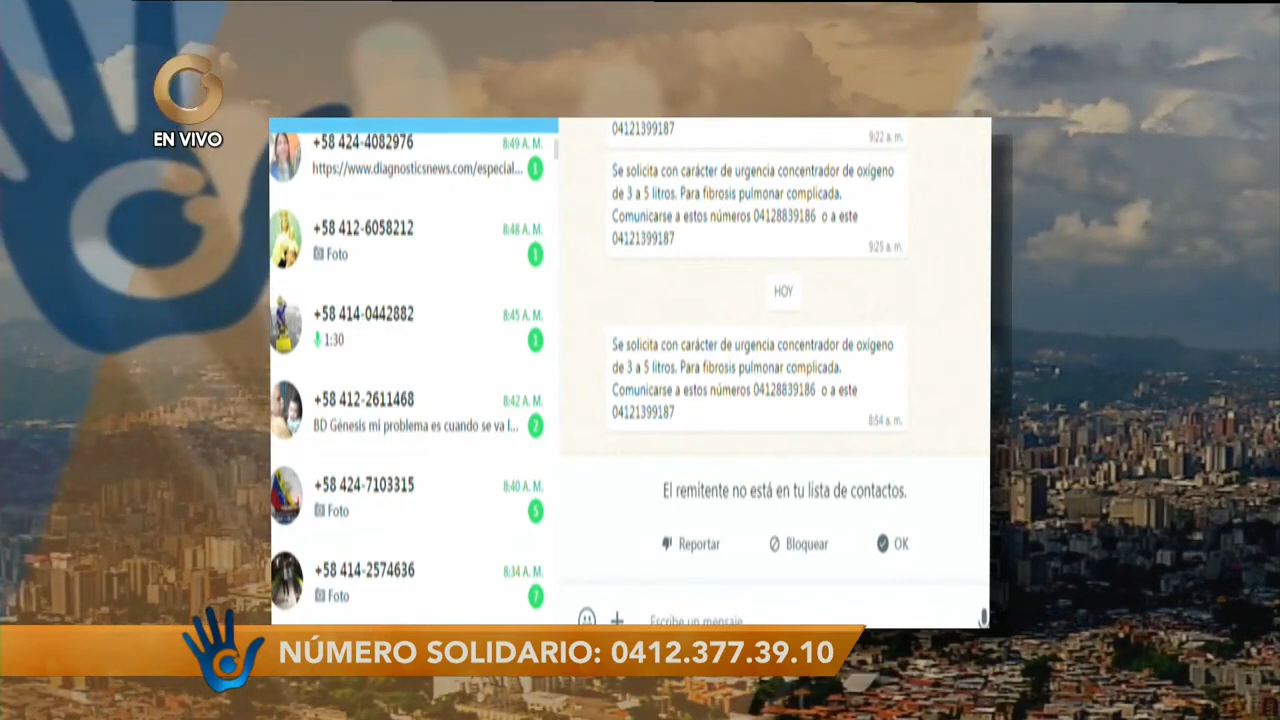 EN VIVO
+58 424-4082976
8:49 A. M.
https://www.diagnosticsnews.com/especial...
1
+58 412-6058212
8:48 A. M.
Foto
1
+58 414-0442882
8:45 A. M.
1:30
1
+58 412-2611468
8:42 A. M.
BD Génesis mi problema es cuando se va l...
2
+58 424-7103315
8:40 A. M.
Foto
5
+58 414-2574636
8:34 A. M.
Foto
7
04121399187
9:22 a. m.
Se solicita con carácter de urgencia concentrador de oxígeno
de 3 a 5 litros. Para fibrosis pulmonar complicada.
Comunicarse a estos números 04128839186 o a este
04121399187
9:25 a. m.
HOY
Se solicita con carácter de urgencia concentrador de oxígeno
de 3 a 5 litros. Para fibrosis pulmonar complicada.
Comunicarse a estos números 04128839186 o a este
04121399187
8:54 a. m.
El remitente no está en tu lista de contactos.
Reportar
Bloquear
OK
Escribe un mensaje
NÚMERO SOLIDARIO: 0412.377.39.10